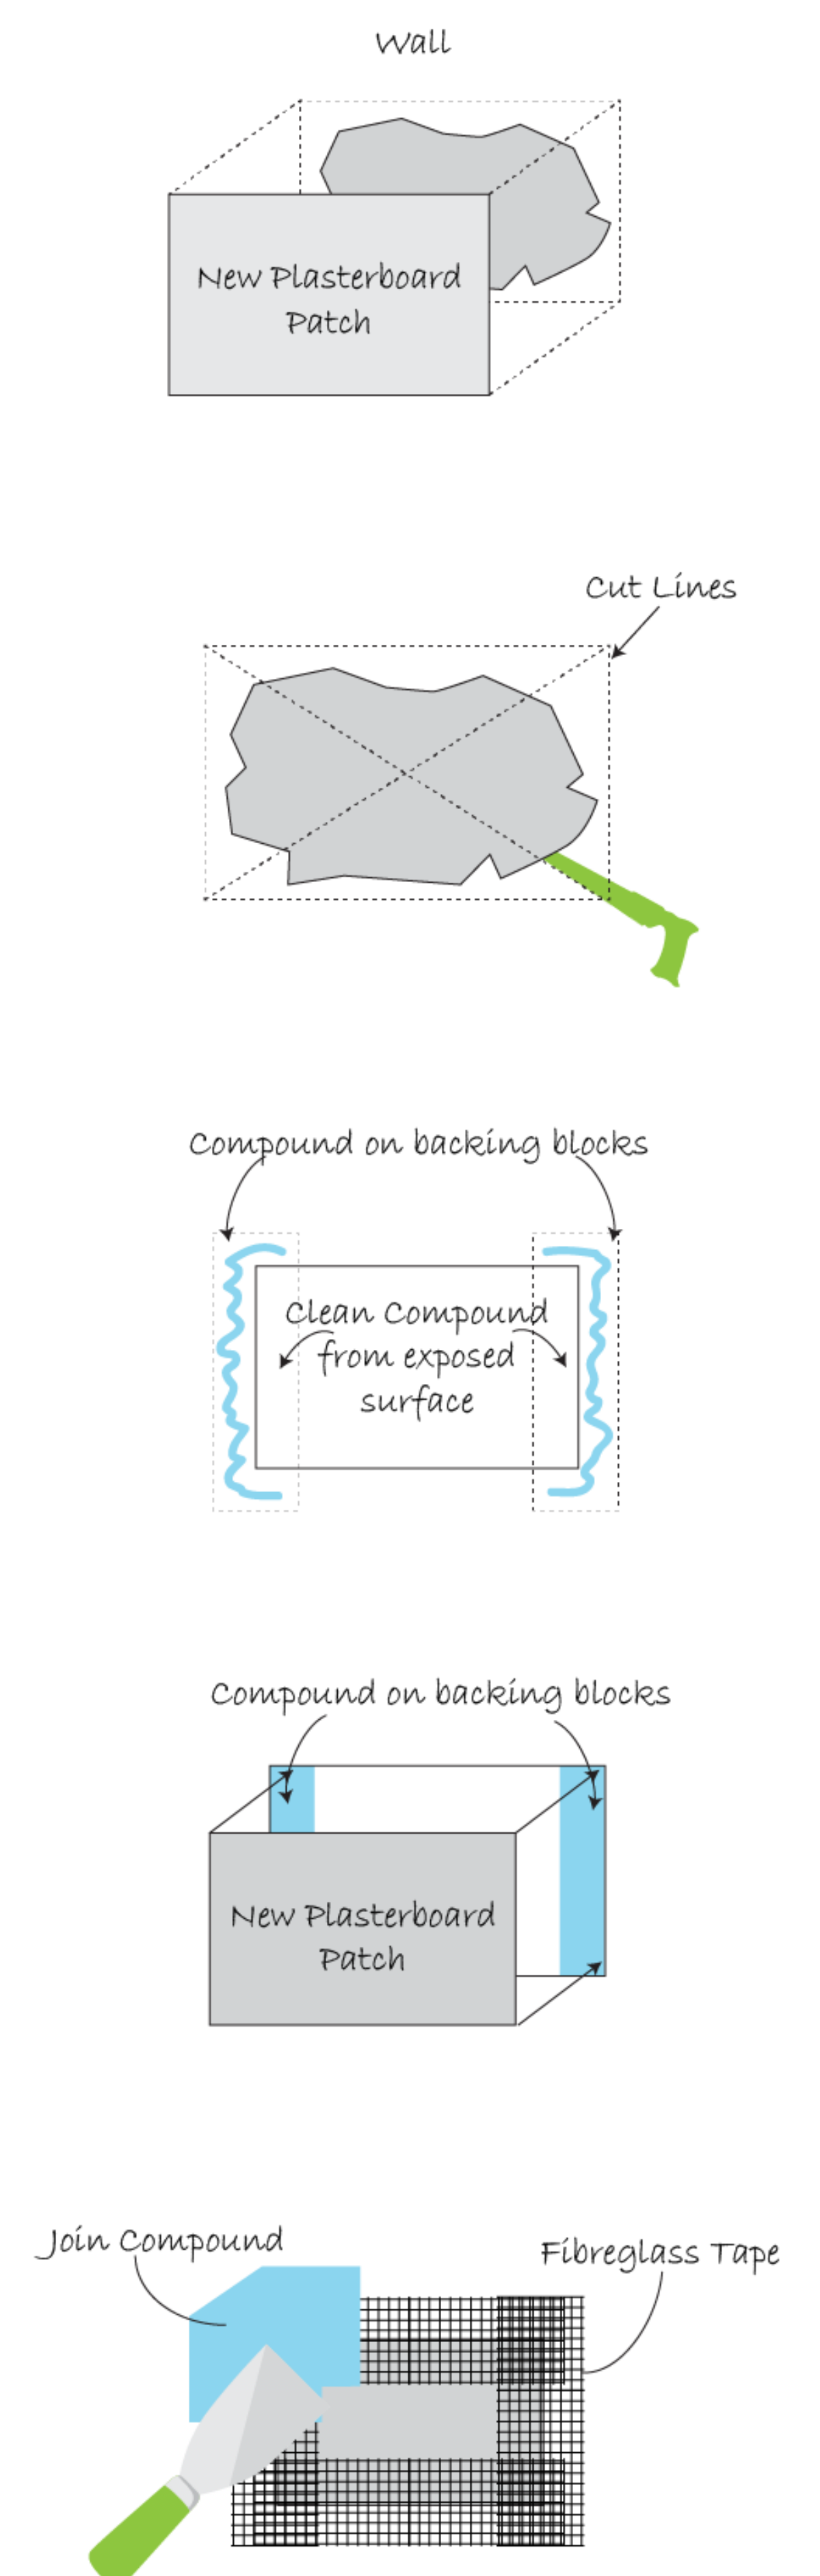 Wall
New Plasterboard
Patch
Cut Lines
Compound on backing blocks
Clean Compound
from exposed
surface
Compound on backing blocks
New Plasterboard
Patch
Join Compound
Fibreglass Tape